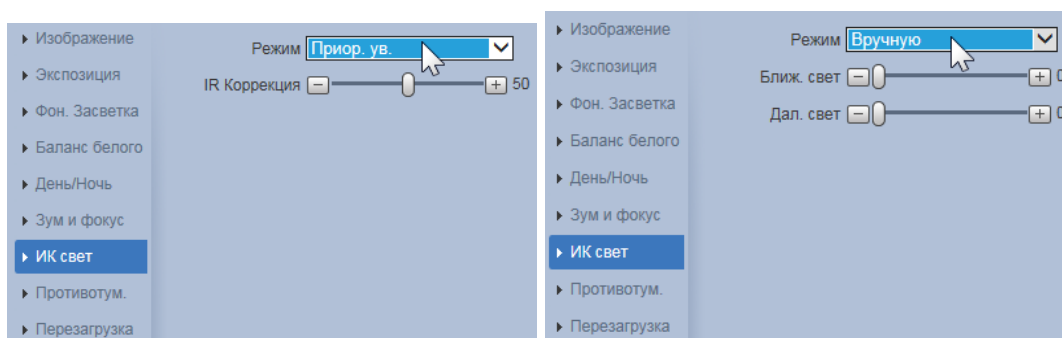 Изображение
Экспозиция
Фон. Засветка
Баланс белого
День/Ночь
Зум и фокус
ИК свет
Противотум.
Перезагрузка
Режим Приор. ув.
IR Коррекция 50
Изображение
Экспозиция
Фон. Засветка
Баланс белого
День/Ночь
Зум и фокус
ИК свет
Противотум.
Перезагрузка
Режим Вручную
Ближ. свет 0
Дал. свет 0